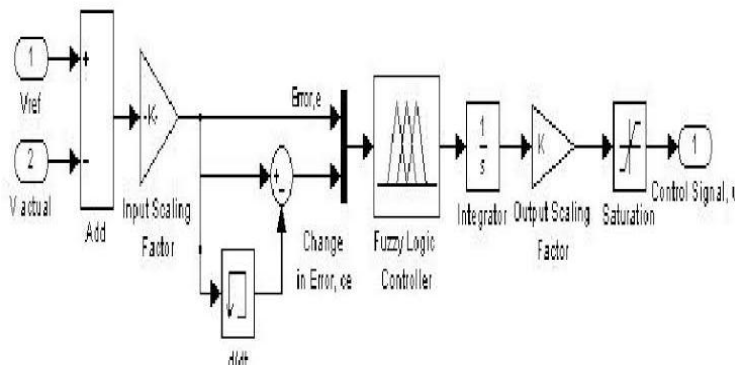 1
Vref
2
V actual
+
-
Add
-K-
Input Scaling
Factor
Error,e
+
-
Change
in Error, ce
d/dt
Fuzzy Logic
Controller
1
s
Integrator
K
Output Scaling
Factor
Saturation
1
Control Signal, u